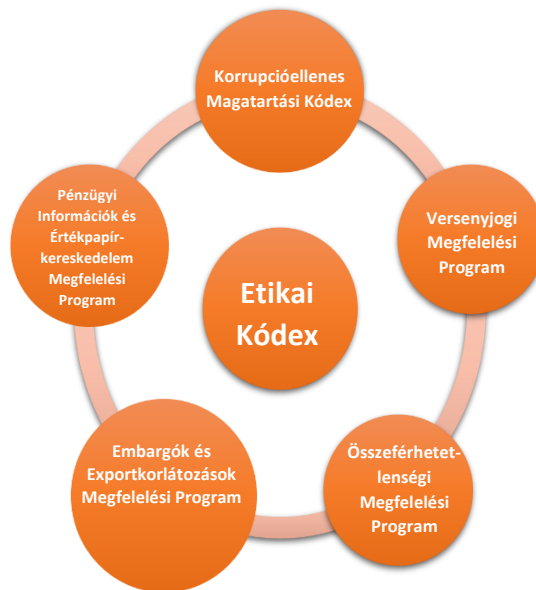 Korrupcióellenes
Magatartási Kódex
Versenyjogi
Megfelelési
Program
Összeférhetet-
lenségi
Megfelelési
Program
Embargók és
Exportkorlátozások
Megfelelési Program
Pénzügyi
Információk és
Értékpapír-
kereskedelem
Megfelelési
Program
Etikai
Kódex